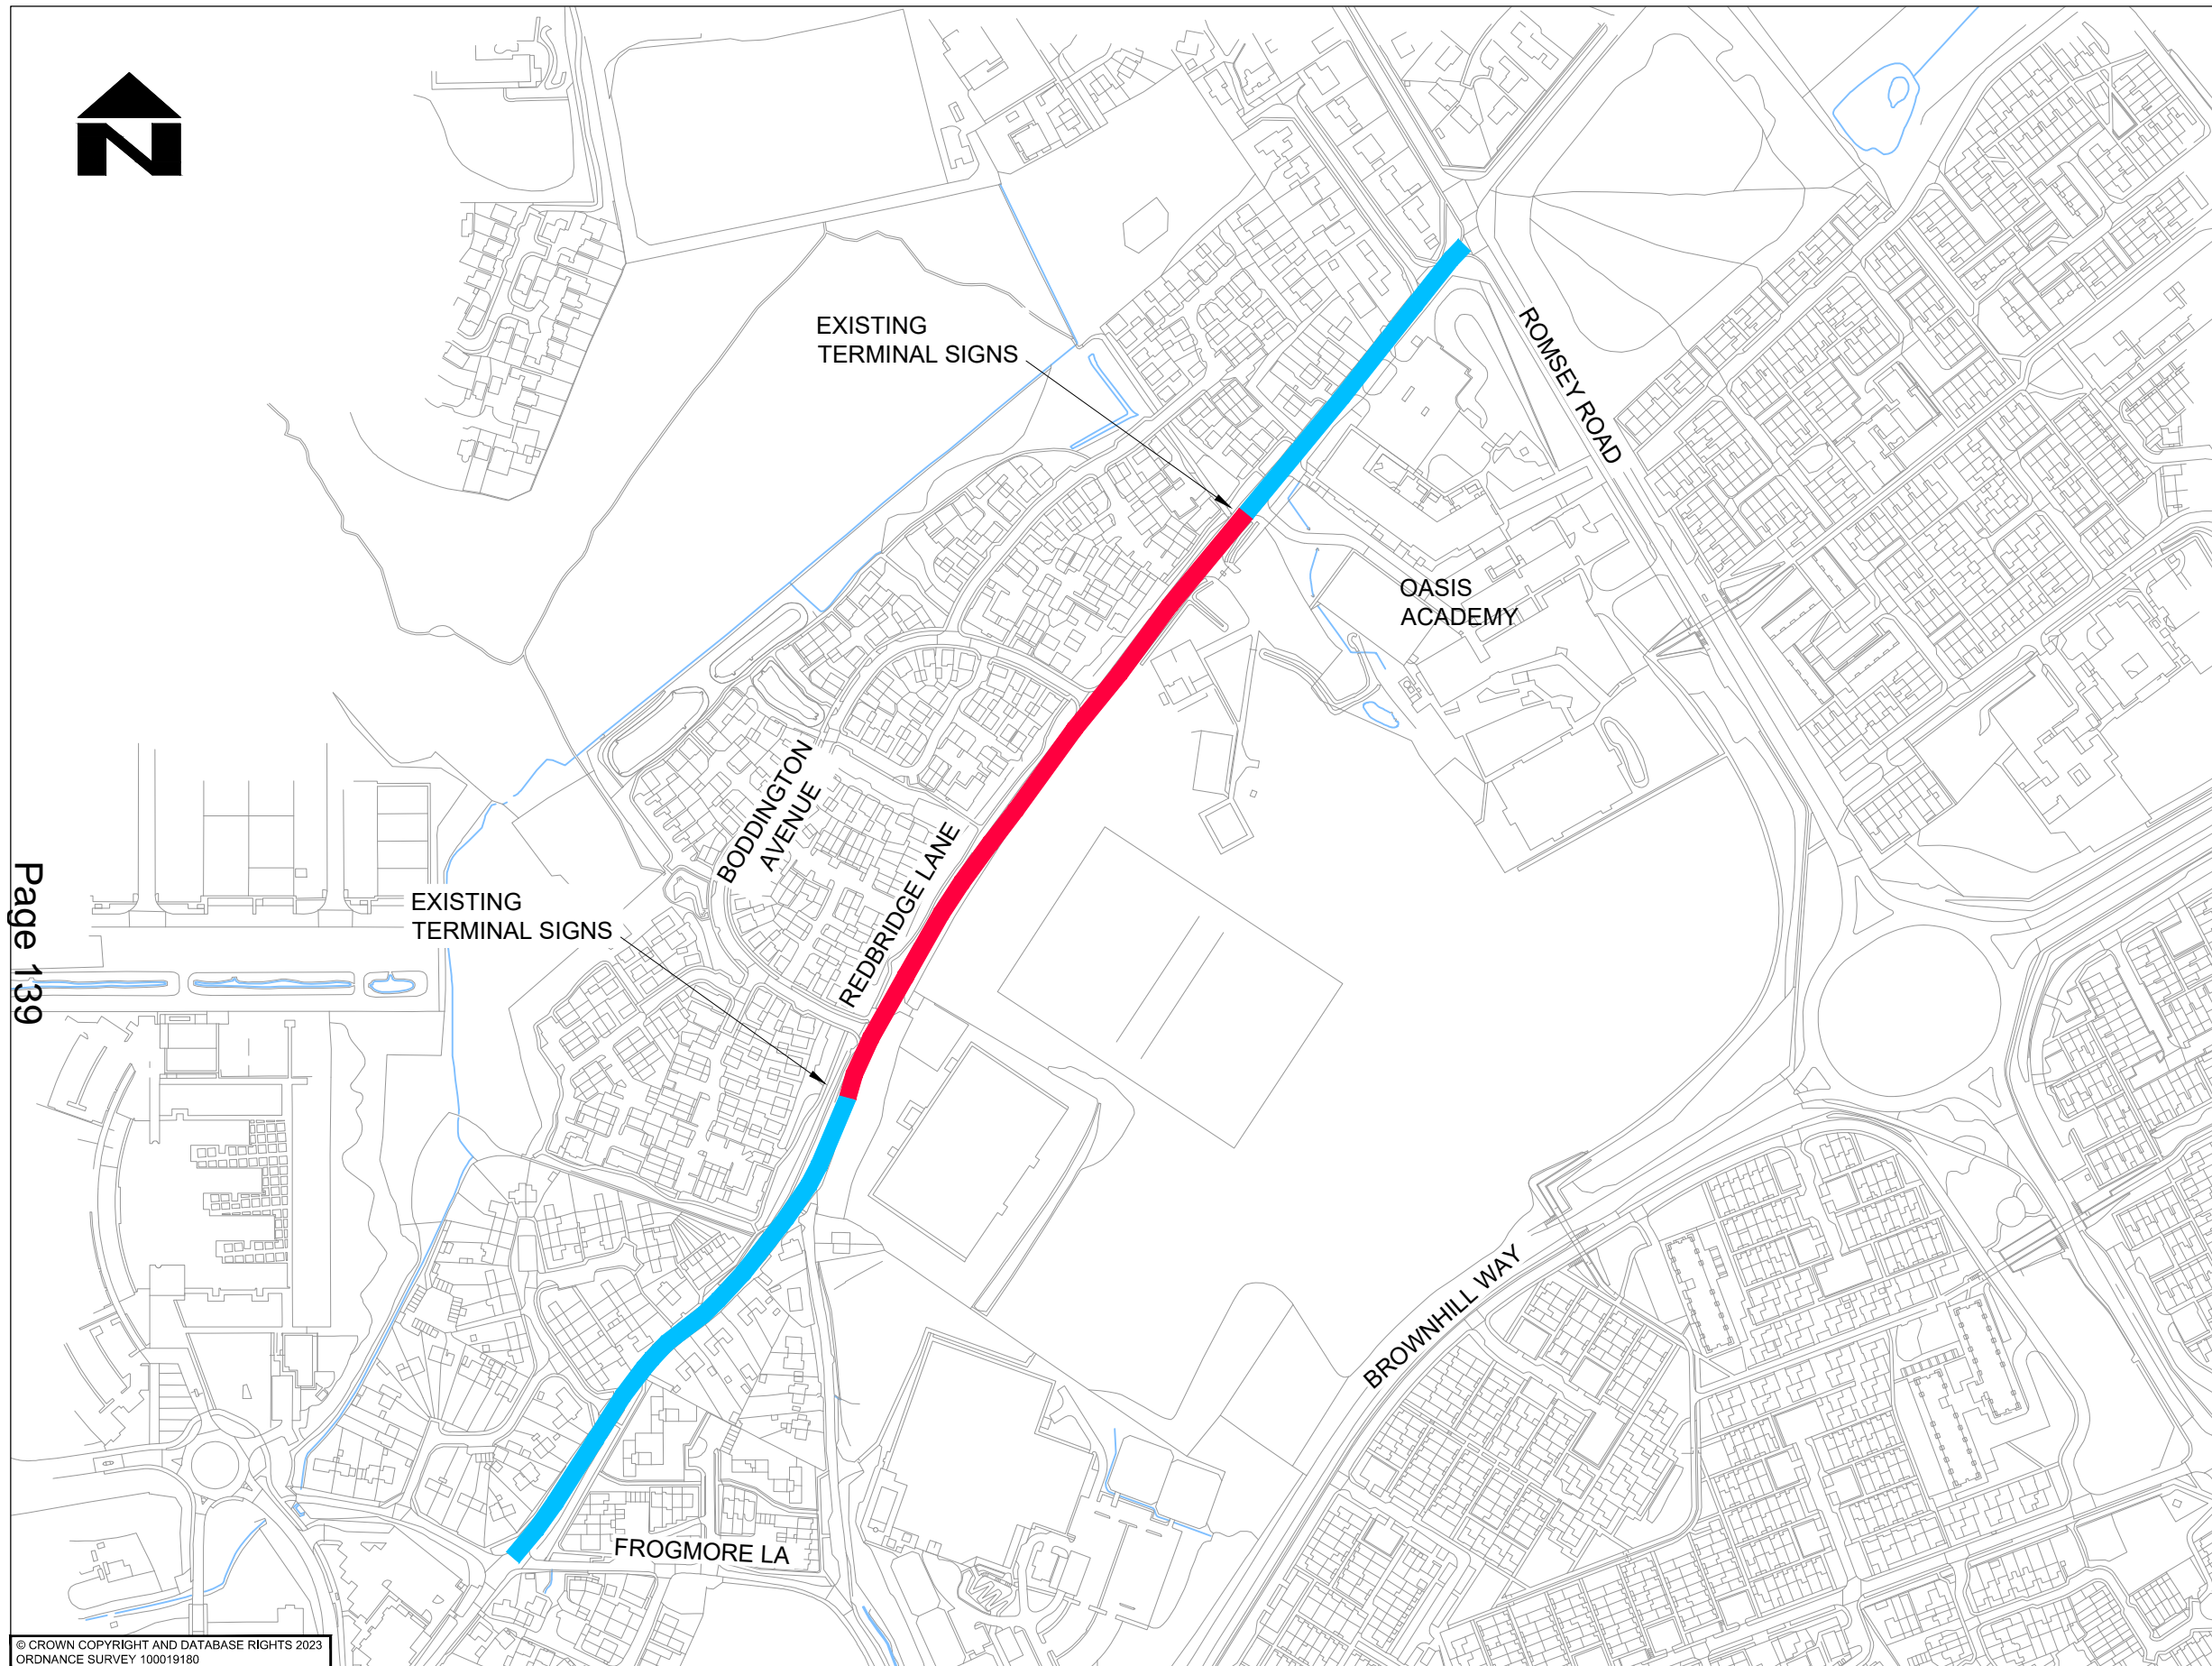 N
EXISTING
TERMINAL SIGNS
ROMSEY ROAD
OASIS
ACADEMY
BODDINGTON
AVENUE
REDBRIDGE LANE
EXISTING
TERMINAL SIGNS
Page 139
BROWNHILL WAY
FROGMORE LA
© CROWN COPYRIGHT AND DATABASE RIGHTS 2023
ORDNANCE SURVEY 100019180